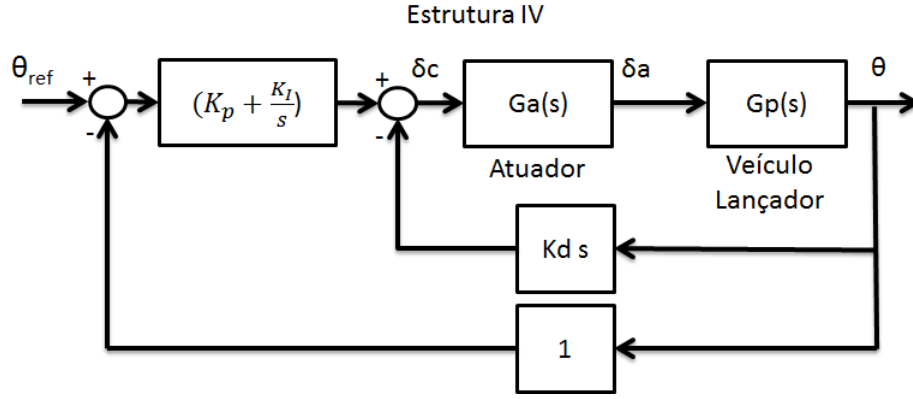 Estrutura IV
θref
+
-
(Kp + KI/s)
+
-
δc
Ga(s)
Atuador
δa
Gp(s)
Veículo
Lançador
θ
Kd s
1